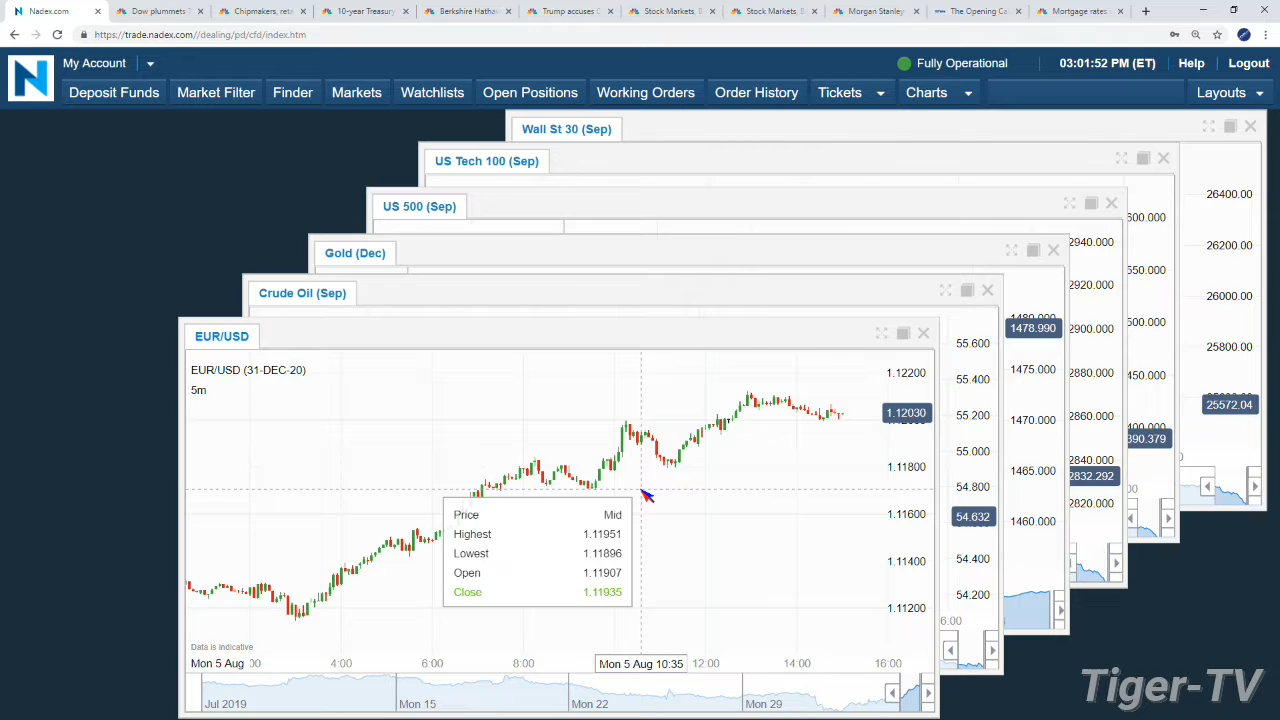 Nadex.com
Dow plummets 7
Chipmakers, reta
10-year Treasury
Berkshire Hathaw
Trump accuses C
Stock Markets, B
Stock Markets, B
Morgan Stanley
The Opening Ca
Mortgage rates
https://trade.nadex.com//dealing/pd/cfd/index.htm
My Account
Fully Operational
03:01:52 PM (ET)
Help
Logout
Deposit Funds
Market Filter
Finder
Markets
Watchlists
Open Positions
Working Orders
Order History
Tickets
Charts
Layouts
Wall St 30 (Sep)
26400.00
26200.00
26000.00
25800.00
25572.04
US Tech 100 (Sep)
US 500 (Sep)
2940.000
2920.000
2900.000
2880.000
2860.000
2840.000
2832.292
2820.000
Gold (Dec)
1478.990
1475.000
1470.000
1465.000
1460.000
Crude Oil (Sep)
55.600
55.400
55.200
55.000
54.800
54.632
54.400
54.200
EUR/USD
EUR/USD (31-DEC-20)
5m
1.12200
1.12030
1.11800
1.11600
1.11400
1.11200
Price Mid
Highest 1.11951
Lowest 1.11896
Open 1.11907
Close 1.11935
Data is indicative
Mon 5 Aug
4:00
6:00
8:00
Mon 5 Aug 10:35
12:00
14:00
16:00
Jul 2019
Mon 15
Mon 22
Mon 29
Tiger-TV